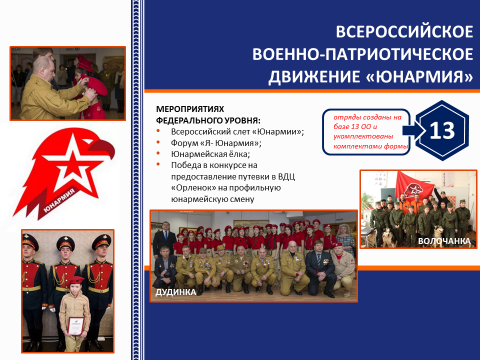 ВСЕРОССИЙСКОЕ
ВОЕННО-ПАТРИОТИЧЕСКОЕ
ДВИЖЕНИЕ «ЮНАРМИЯ»
МЕРОПРИЯТИЯХ
ФЕДЕРАЛЬНОГО УРОВНЯ:
• Всероссийский слет «Юнармии»;
• Форум «Я- Юнармия»;
• Юнармейская ёлка;
• Победа в конкурсе на
предоставление путевки в ВДЦ
«Орленок» на профильную
юнармейскую смену
отряды созданы на
базе 13 ОО и
укомплектованы
комплектами формы
13
ЮНАРМИЯ
ВОЛОЧАНКА
ДУДИНКА